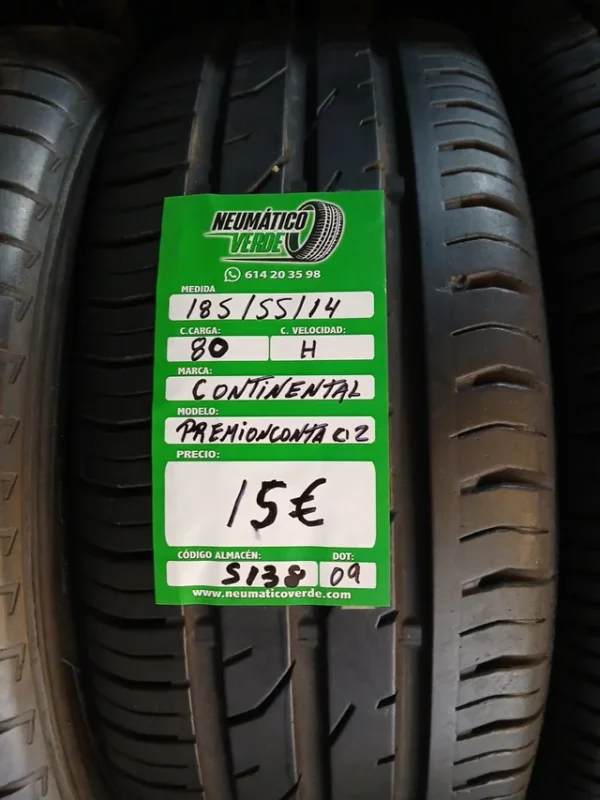 NEUMÁTICO
VERDE
614 20 35 98
MEDIDA
185/55/14
C.CARGA: C. VELOCIDAD:
80 H
MARCA:
CONTINENTAL
MODELO:
PREMIONCONTA C12
PRECIO:
15€
CÓDIGO ALMACÉN: DOT:
S138 09
www.neumaticoverde.com